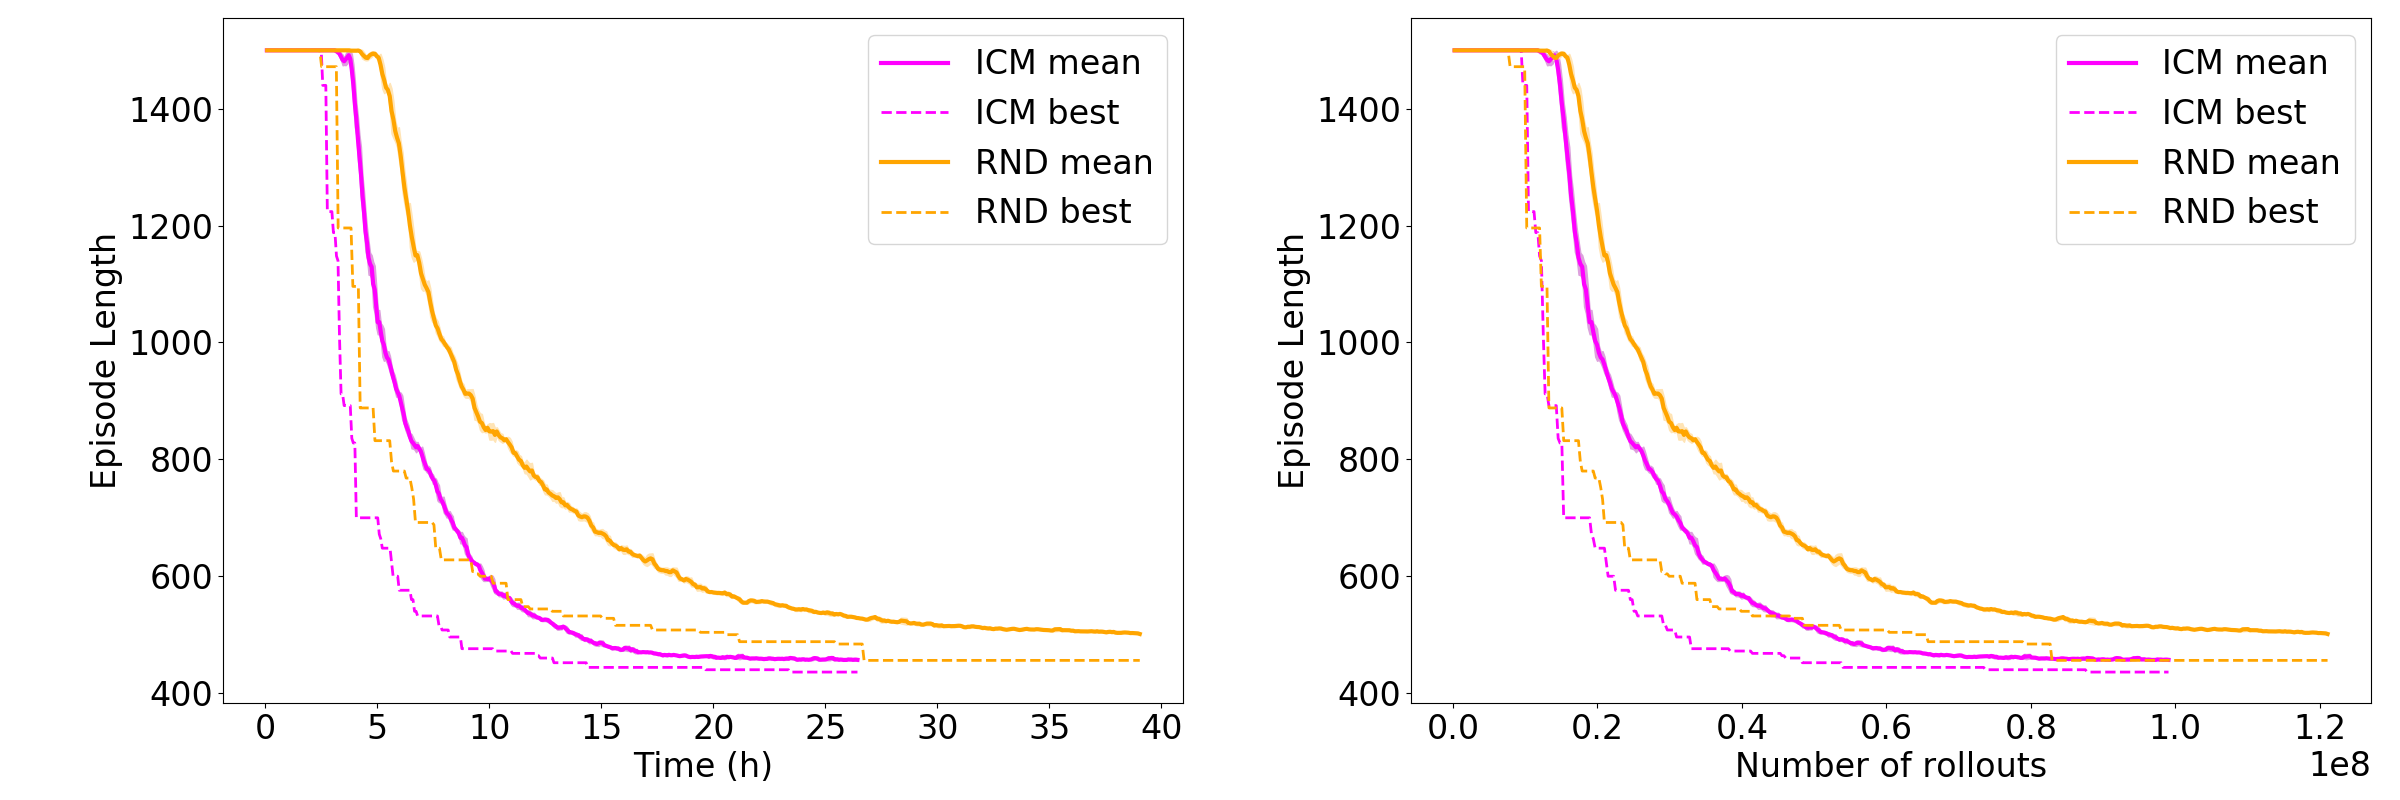 Episode Length
1400
1200
1000
800
600
400
0 5 10 15 20 25 30 35 40
Time (h)
ICM mean
ICM best
RND mean
RND best
Episode Length
1400
1200
1000
800
600
400
0.0 0.2 0.4 0.6 0.8 1.0 1.2
1e8
Number of rollouts
ICM mean
ICM best
RND mean
RND best